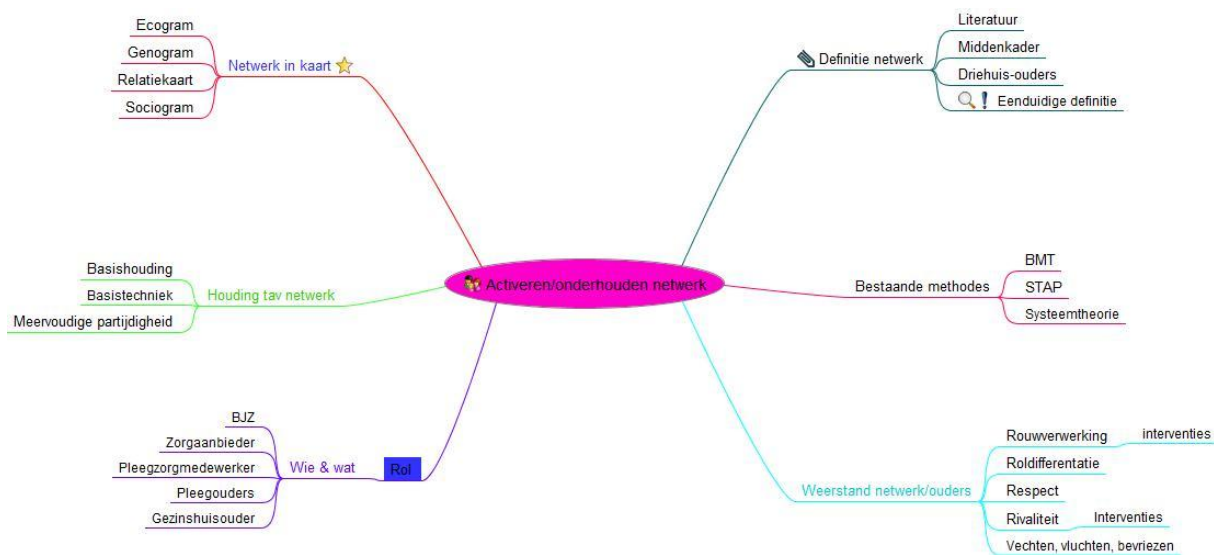 Ecogram
Genogram
Relatiekaart
Sociogram
Netwerk in kaart
Definitie netwerk
Literatuur
Middenkader
Driehuis-ouders
Eenduidige definitie
Activeren/onderhouden netwerk
Basishouding
Basistechniek
Meervoudige partijdigheid
Houding tav netwerk
Bestaande methodes
BMT
STAP
Systeemtheorie
BJZ
Zorgaanbieder
Pleegzorgmedewerker
Pleegouders
Gezinshuisouder
Wie & wat
Rol
Weerstand netwerk/ouders
Rouwverwerking
interventies
Roldifferentatie
Respect
Rivaliteit
Interventies
Vechten, vluchten, bevriezen